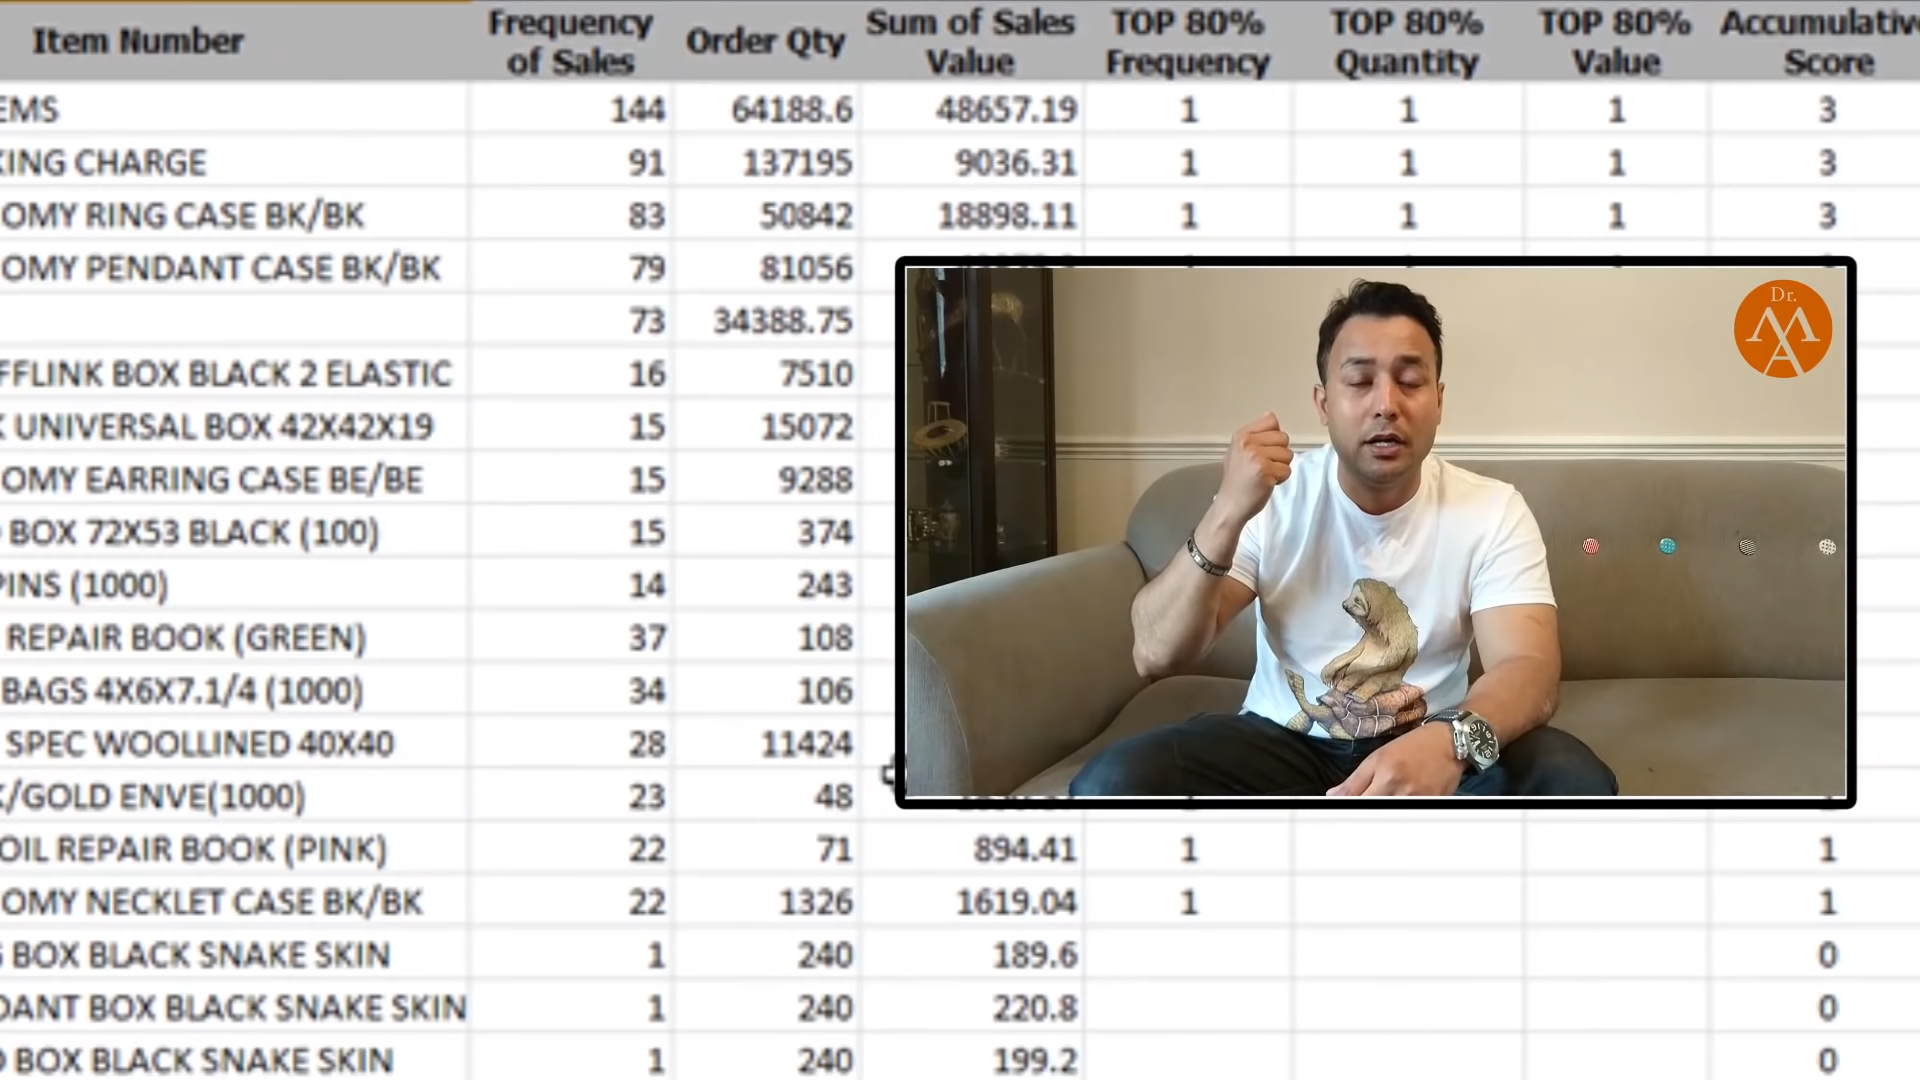 Item Number Frequency of Sales Order Qty Sum of Sales Value TOP 80% Frequency TOP 80% Quantity TOP 80% Value Accumulative Score
EMS 144 64188.6 48657.19 1 1 1 3
KING CHARGE 91 137195 9036.31 1 1 1 3
OMY RING CASE BK/BK 83 50842 18898.11 1 1 1 3
OMY PENDANT CASE BK/BK 79 81056
73 34388.75
FFLINK BOX BLACK 2 ELASTIC 16 7510
K UNIVERSAL BOX 42X42X19 15 15072
OMY EARRING CASE BE/BE 15 9288
BOX 72X53 BLACK (100) 15 374
PINS (1000) 14 243
REPAIR BOOK (GREEN) 37 108
BAGS 4X6X7.1/4 (1000) 34 106
SPEC WOOLLINED 40X40 28 11424
K/GOLD ENVE(1000) 23 48
OIL REPAIR BOOK (PINK) 22 71 894.41 1 1
OMY NECKLET CASE BK/BK 22 1326 1619.04 1 1
G BOX BLACK SNAKE SKIN 1 240 189.6 0
DANT BOX BLACK SNAKE SKIN 1 240 220.8 0
D BOX BLACK SNAKE SKIN 1 240 199.2 0
Dr.
MA